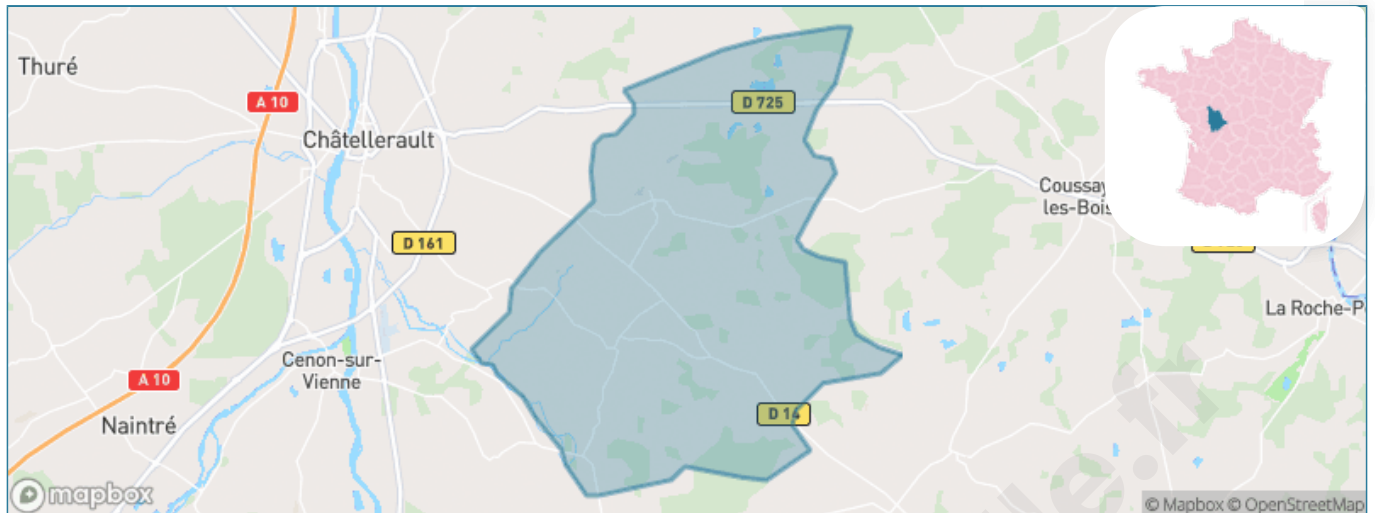 Thuré
A 10
D 725
Châtellerault
Coussay
les-Bois
D 161
La Roche-P
Cenon-sur-
Vienne
A 10
D 14
Naintré
mapbox
© Mapbox © OpenStreetMap